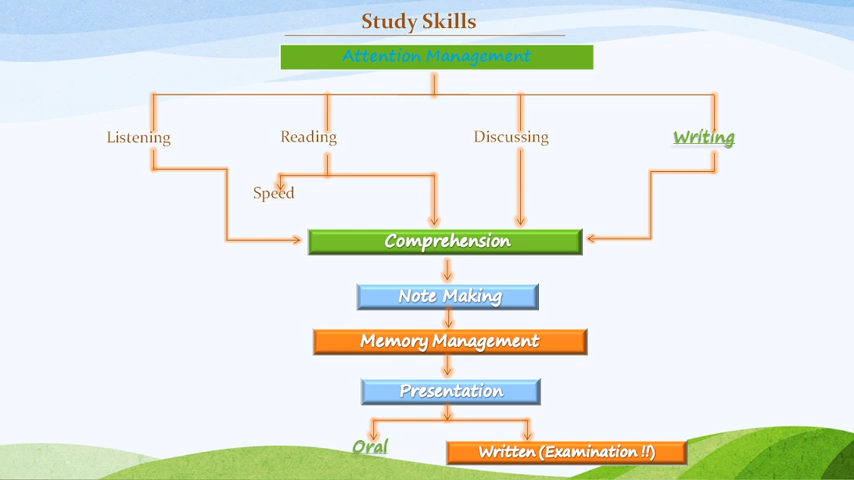 Study Skills
Attention Management
Listening
Reading
Discussing
Writing
Speed
Comprehension
Note Making
Memory Management
Presentation
Oral
Written (Examination !!)